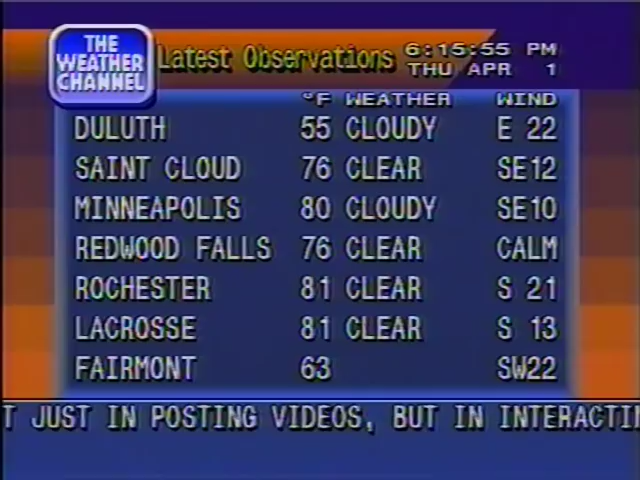 THE
WEATHER
CHANNEL
Latest Observations
6:15:55 PM
THU APR 1
°F WEATHER WIND
DULUTH 55 CLOUDY E 22
SAINT CLOUD 76 CLEAR SE12
MINNEAPOLIS 80 CLOUDY SE10
REDWOOD FALLS 76 CLEAR CALM
ROCHESTER 81 CLEAR S 21
LACROSSE 81 CLEAR S 13
FAIRMONT 63 SW22
T JUST IN POSTING VIDEOS, BUT IN INTERACTIN